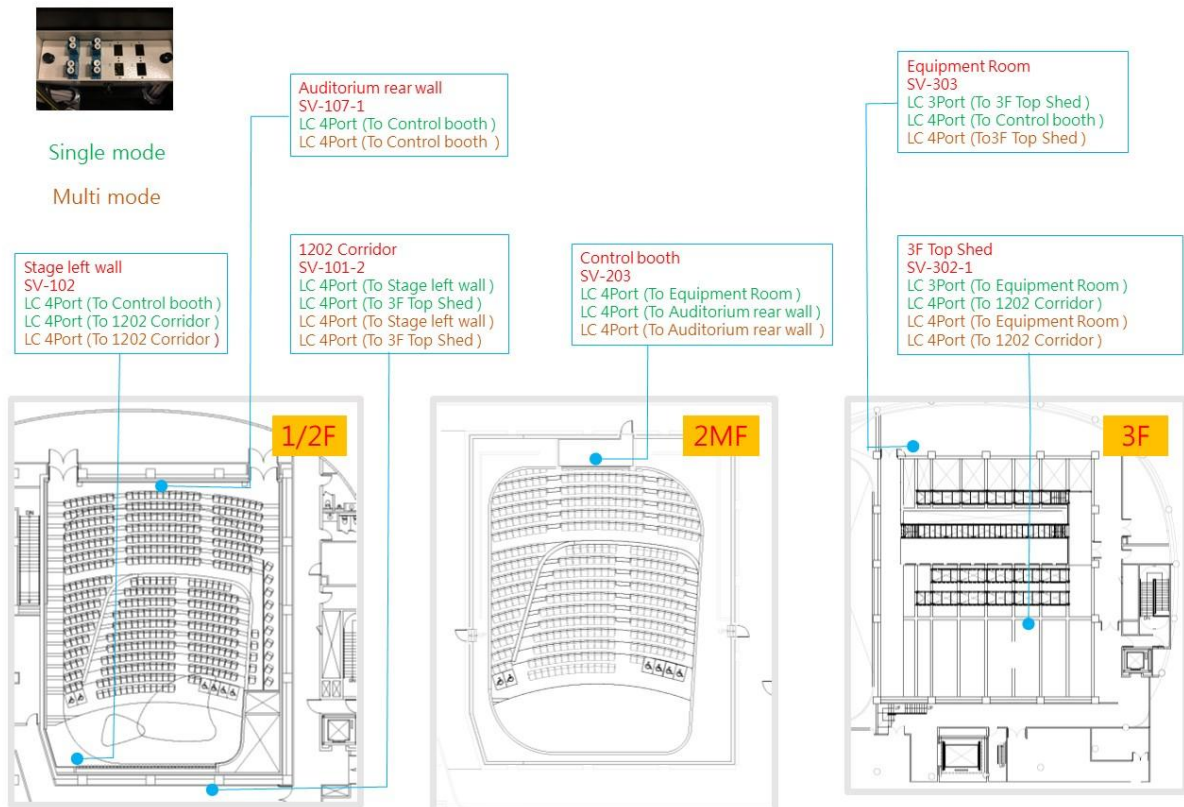 Single mode
Multi mode
Auditorium rear wall
SV-107-1
LC 4Port (To Control booth )
LC 4Port (To Control booth )
Equipment Room
SV-303
LC 3Port (To 3F Top Shed )
LC 4Port (To Control booth )
LC 4Port (To3F Top Shed )
Stage left wall
SV-102
LC 4Port (To Control booth )
LC 4Port (To 1202 Corridor )
LC 4Port (To 1202 Corridor )
1202 Corridor
SV-101-2
LC 4Port (To Stage left wall )
LC 4Port (To 3F Top Shed )
LC 4Port (To Stage left wall )
LC 4Port (To 3F Top Shed )
Control booth
SV-203
LC 4Port (To Equipment Room )
LC 4Port (To Auditorium rear wall )
LC 4Port (To Auditorium rear wall )
3F Top Shed
SV-302-1
LC 3Port (To Equipment Room )
LC 4Port (To 1202 Corridor )
LC 4Port (To Equipment Room )
LC 4Port (To 1202 Corridor )
1/2F
2MF
3F